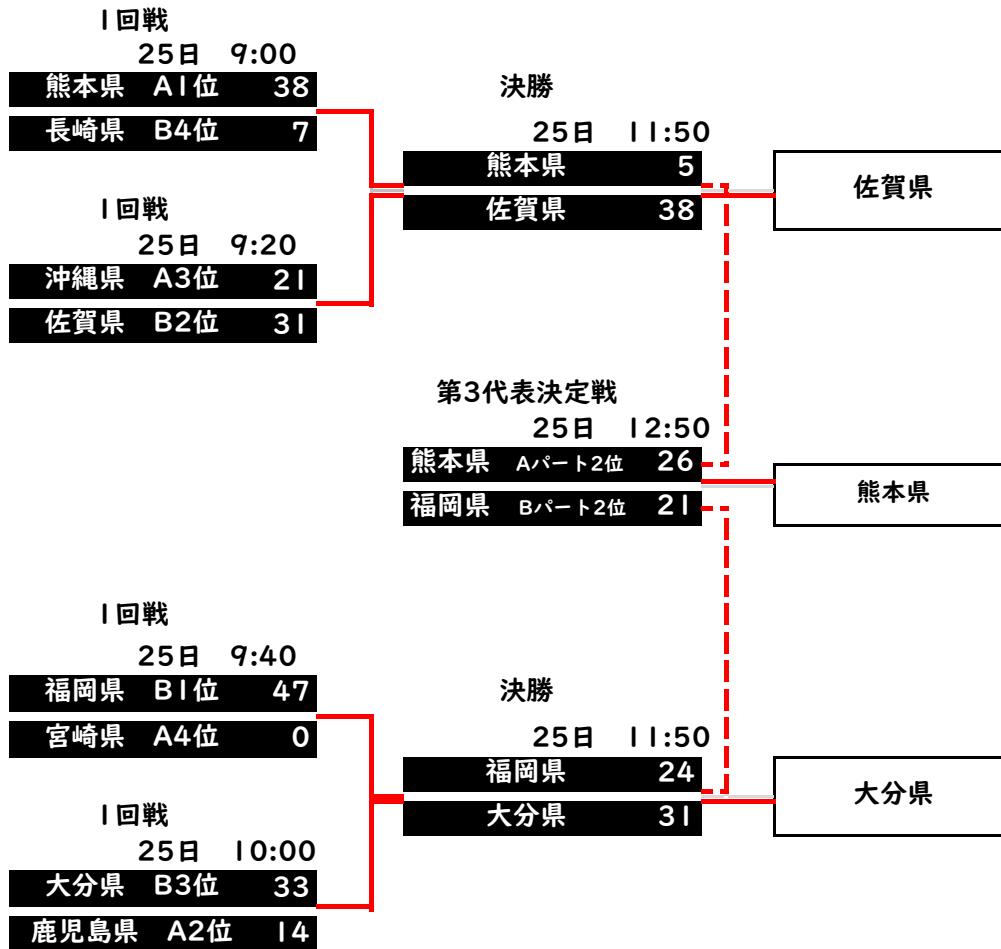 1回戦
25日 9:00
熊本県 A1位 38
長崎県 B4位 7
1回戦
25日 9:20
沖縄県 A3位 21
佐賀県 B2位 31
決勝
25日 11:50
熊本県 5
佐賀県 38
佐賀県
第3代表決定戦
25日 12:50
熊本県 Aパート2位 26
福岡県 Bパート2位 21
熊本県
1回戦
25日 9:40
福岡県 B1位 47
宮崎県 A4位 0
1回戦
25日 10:00
大分県 B3位 33
鹿児島県 A2位 14
決勝
25日 11:50
福岡県 24
大分県 31
大分県